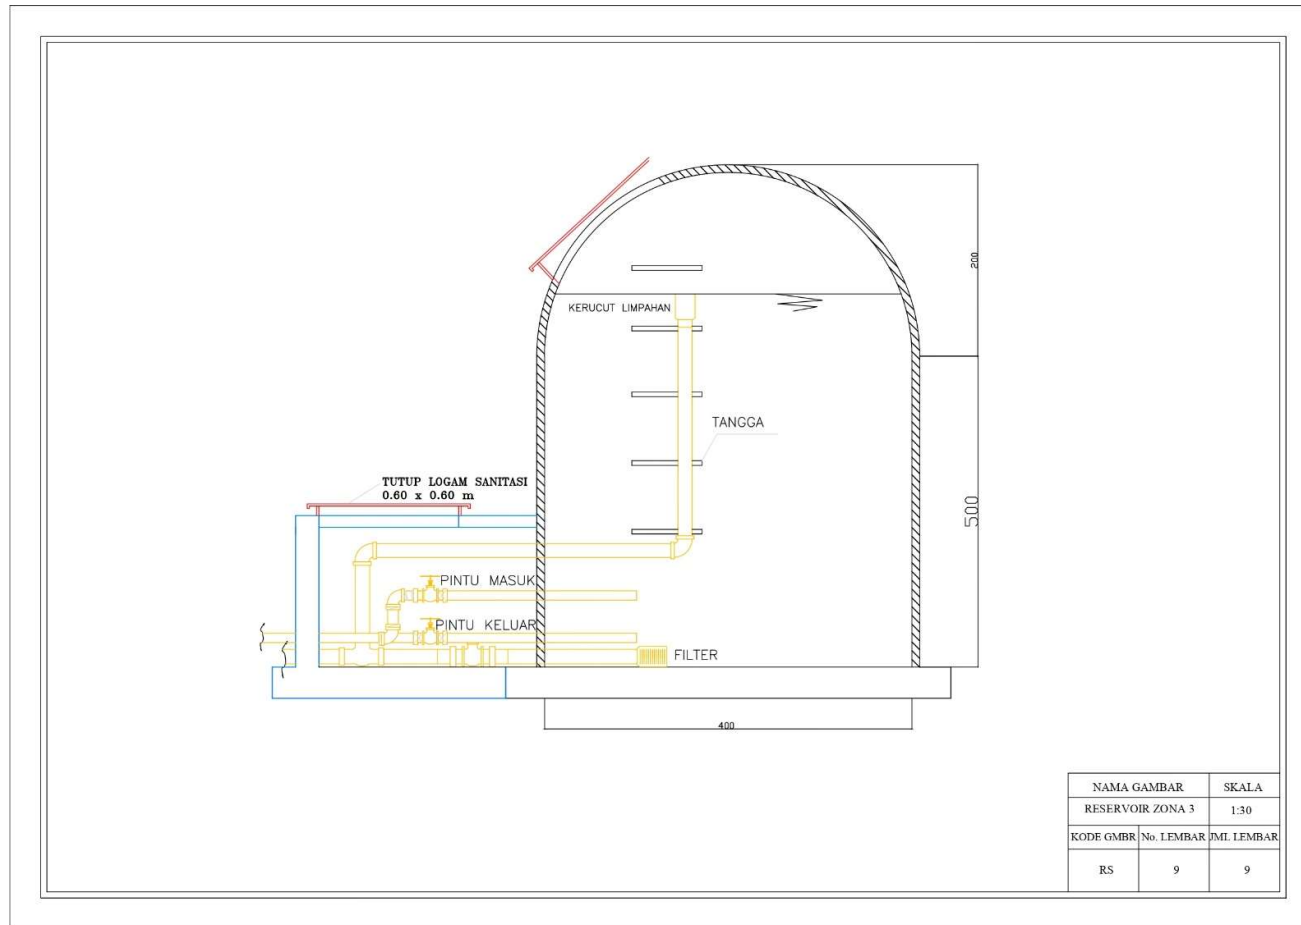 200
KERUCUT LIMPAHAN
TANGGA
TUTUP LOGAM SANITASI
0.60 x 0.60 m
500
PINTU MASUK
PINTU KELUAR
FILTER
400
NAMA GAMBAR
SKALA
RESERVOIR ZONA 3
1:30
KODE GMBR
No. LEMBAR
JML LEMBAR
RS
9
9